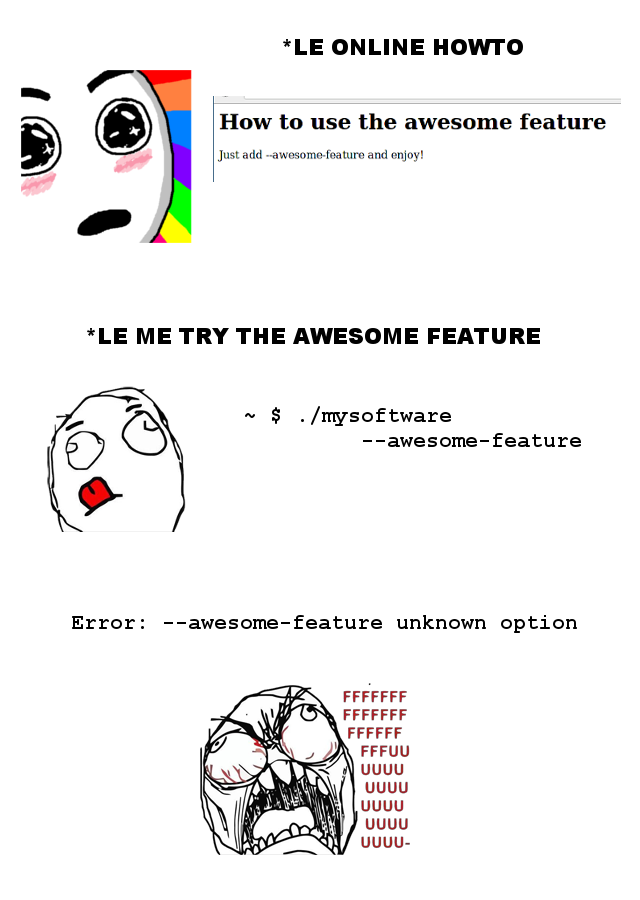 *LE ONLINE HOWTO
How to use the awesome feature
Just add --awesome-feature and enjoy!
*LE ME TRY THE AWESOME FEATURE
~ $ ./mysoftware
--awesome-feature
Error: --awesome-feature unknown option
FFFFFFF
FFFFFFF
FFFFFF
FFFUU
UUUU
UUUU
UUUU
UUUU
UUUU-